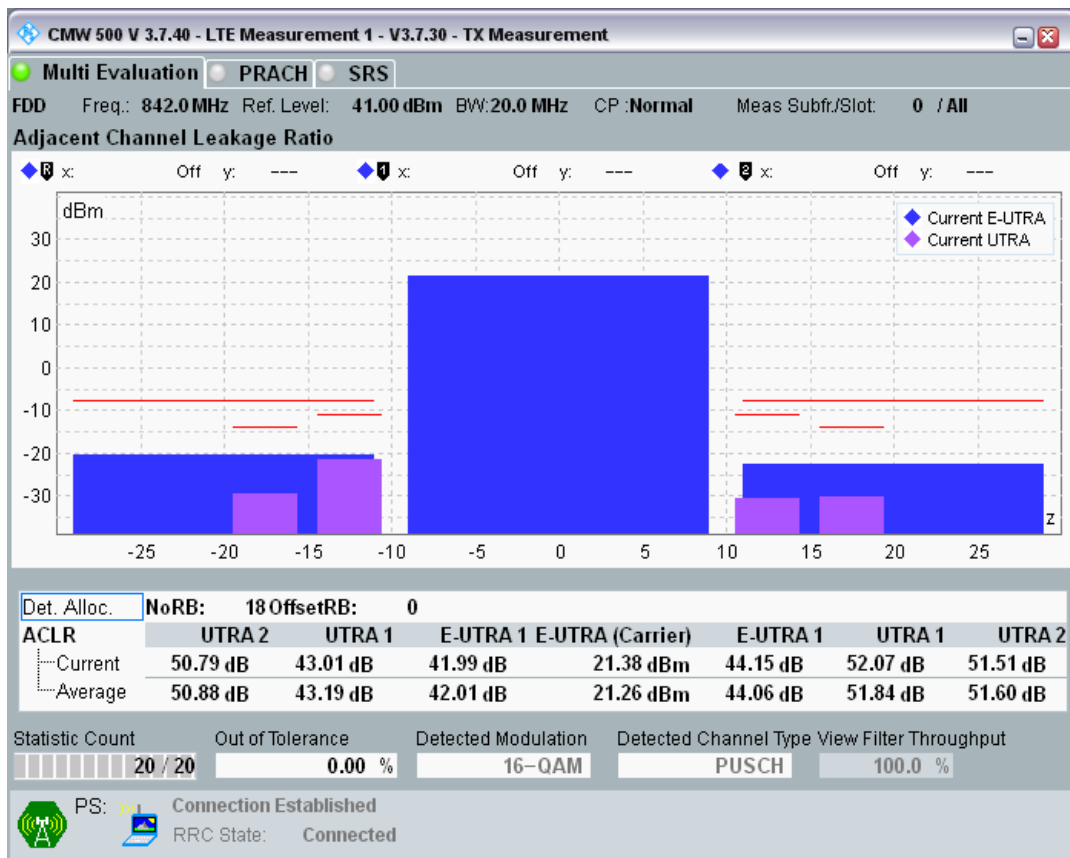 CMW 500 V 3.7.40 - LTE Measurement 1 - V3.7.30 - TX Measurement
Multi Evaluation PRACH SRS
FDD Freq.: 842.0 MHz Ref. Level: 41.00 dBm BW: 20.0 MHz CP : Normal Meas Subfr./Slot: 0 / All
Adjacent Channel Leakage Ratio
R x: Off y: --- 1 x: Off y: --- 2 x: Off y: ---
dBm
Current E-UTRA
Current UTRA
30
20
10
0
-10
-20
-30
z
-25 -20 -15 -10 -5 0 5 10 15 20 25
Det. Alloc. NoRB: 18 OffsetRB: 0
ACLR UTRA 2 UTRA 1 E-UTRA 1 E-UTRA (Carrier) E-UTRA 1 UTRA 1 UTRA 2
Current 50.79 dB 43.01 dB 41.99 dB 21.38 dBm 44.15 dB 52.07 dB 51.51 dB
Average 50.88 dB 43.19 dB 42.01 dB 21.26 dBm 44.06 dB 51.84 dB 51.60 dB
Statistic Count Out of Tolerance Detected Modulation Detected Channel Type View Filter Throughput
20 / 20 0.00 % 16-QAM PUSCH 100.0 %
PS: Connection Established
RRC State: Connected